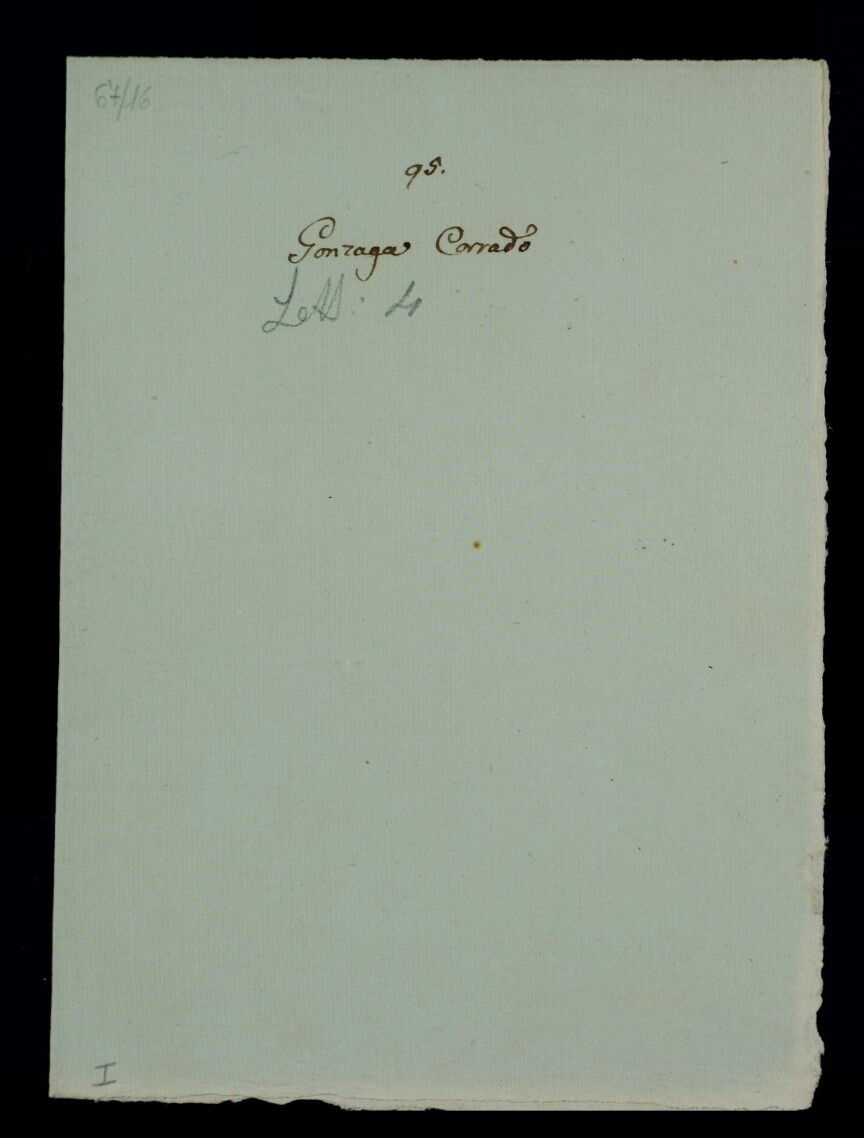 67/16
95.
Gonzaga Corrado
Lett: 4
I